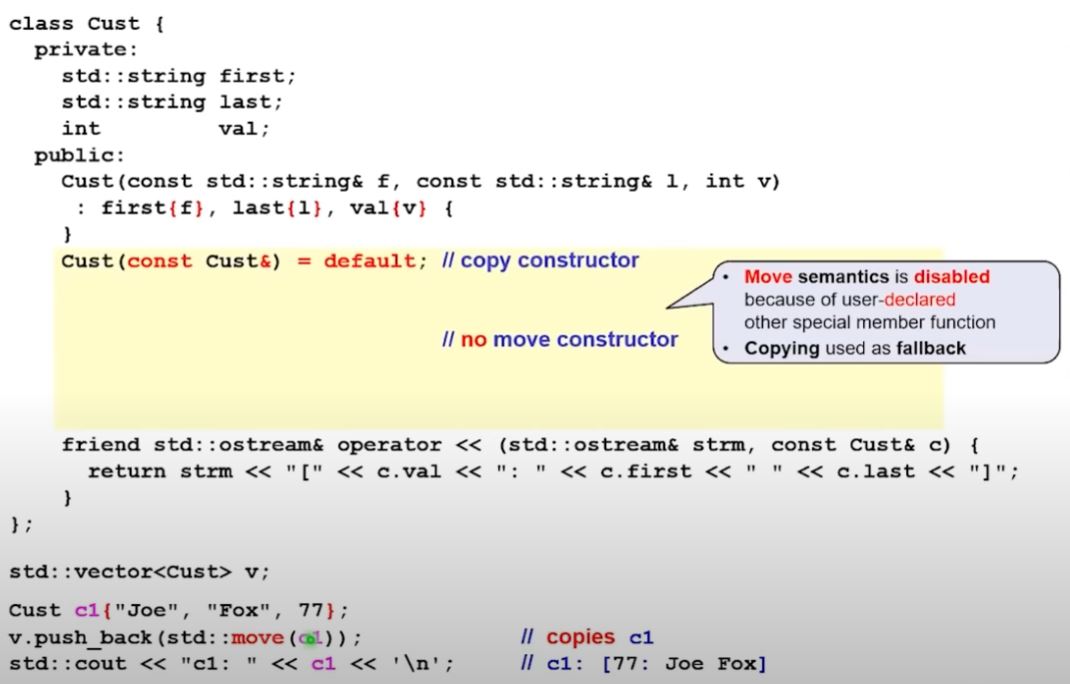 class Cust {
private:
std::string first;
std::string last;
int val;
public:
Cust(const std::string& f, const std::string& l, int v)
: first{f}, last{l}, val{v} {
}
Cust(const Cust&) = default; // copy constructor
• Move semantics is disabled
because of user-declared
other special member function
• Copying used as fallback
// no move constructor
friend std::ostream& operator << (std::ostream& strm, const Cust& c) {
return strm << "[" << c.val << ": " << c.first << " " << c.last << "]";
}
};
std::vector<Cust> v;
Cust c1{"Joe", "Fox", 77};
v.push_back(std::move(c1)); // copies c1
std::cout << "c1: " << c1 << '\n'; // c1: [77: Joe Fox]